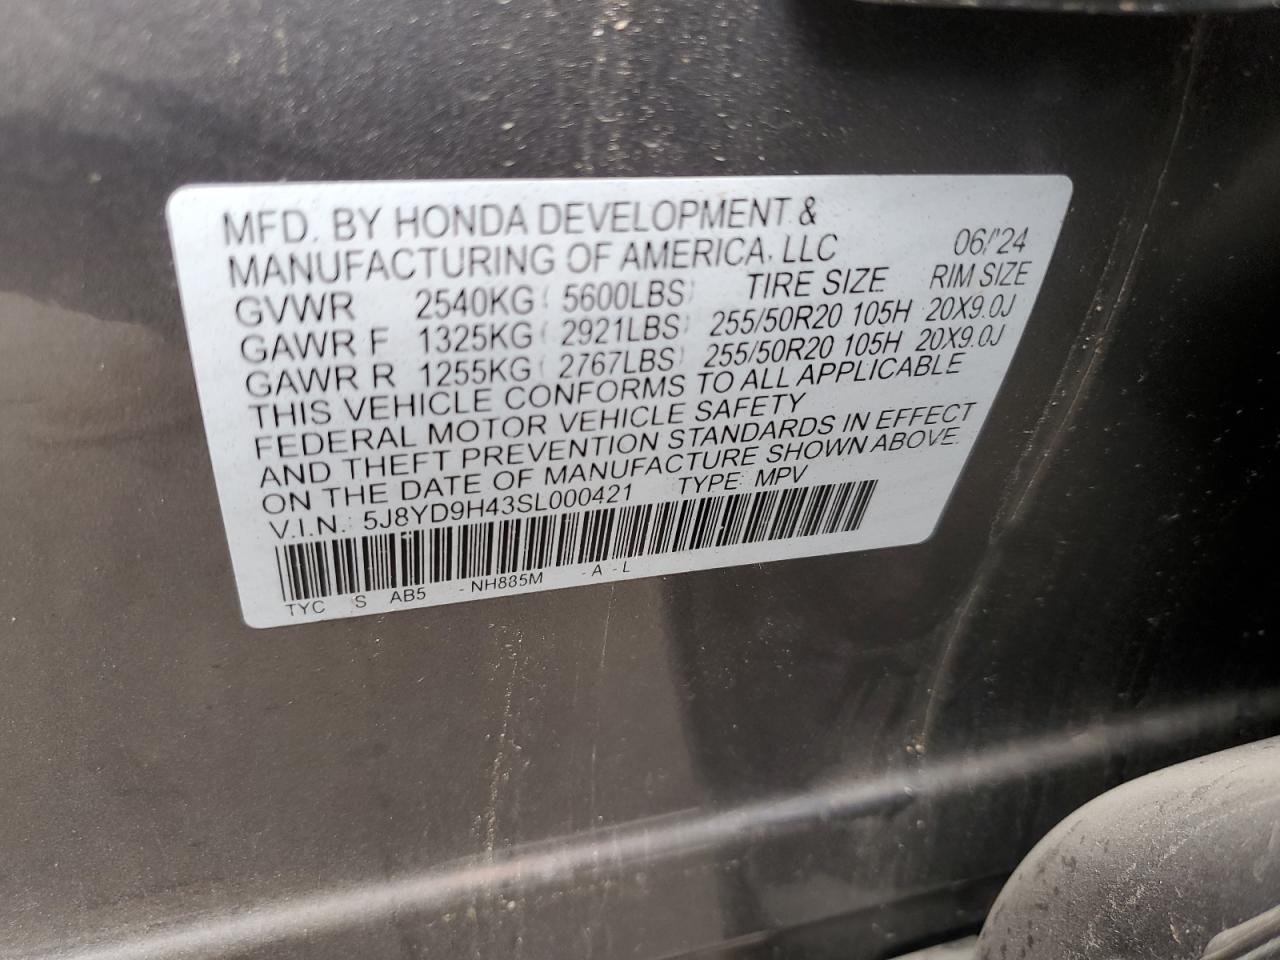 MFD. BY HONDA DEVELOPMENT & MANUFACTURING OF AMERICA, LLC 06/'24
GVWR 2540KG ( 5600LBS) TIRE SIZE RIM SIZE
GAWR F 1325KG ( 2921LBS) 255/50R20 105H 20X9.0J
GAWR R 1255KG ( 2767LBS) 255/50R20 105H 20X9.0J
THIS VEHICLE CONFORMS TO ALL APPLICABLE
FEDERAL MOTOR VEHICLE SAFETY
AND THEFT PREVENTION STANDARDS IN EFFECT
ON THE DATE OF MANUFACTURE SHOWN ABOVE.
V.I.N.: 5J8YD9H43SL000421 TYPE: MPV
TYC S AB5 - NH885M - A - L